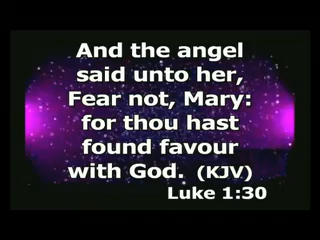 And the angel
said unto her,
Fear not, Mary:
for thou hast
found favour
with God. (KJV)
Luke 1:30